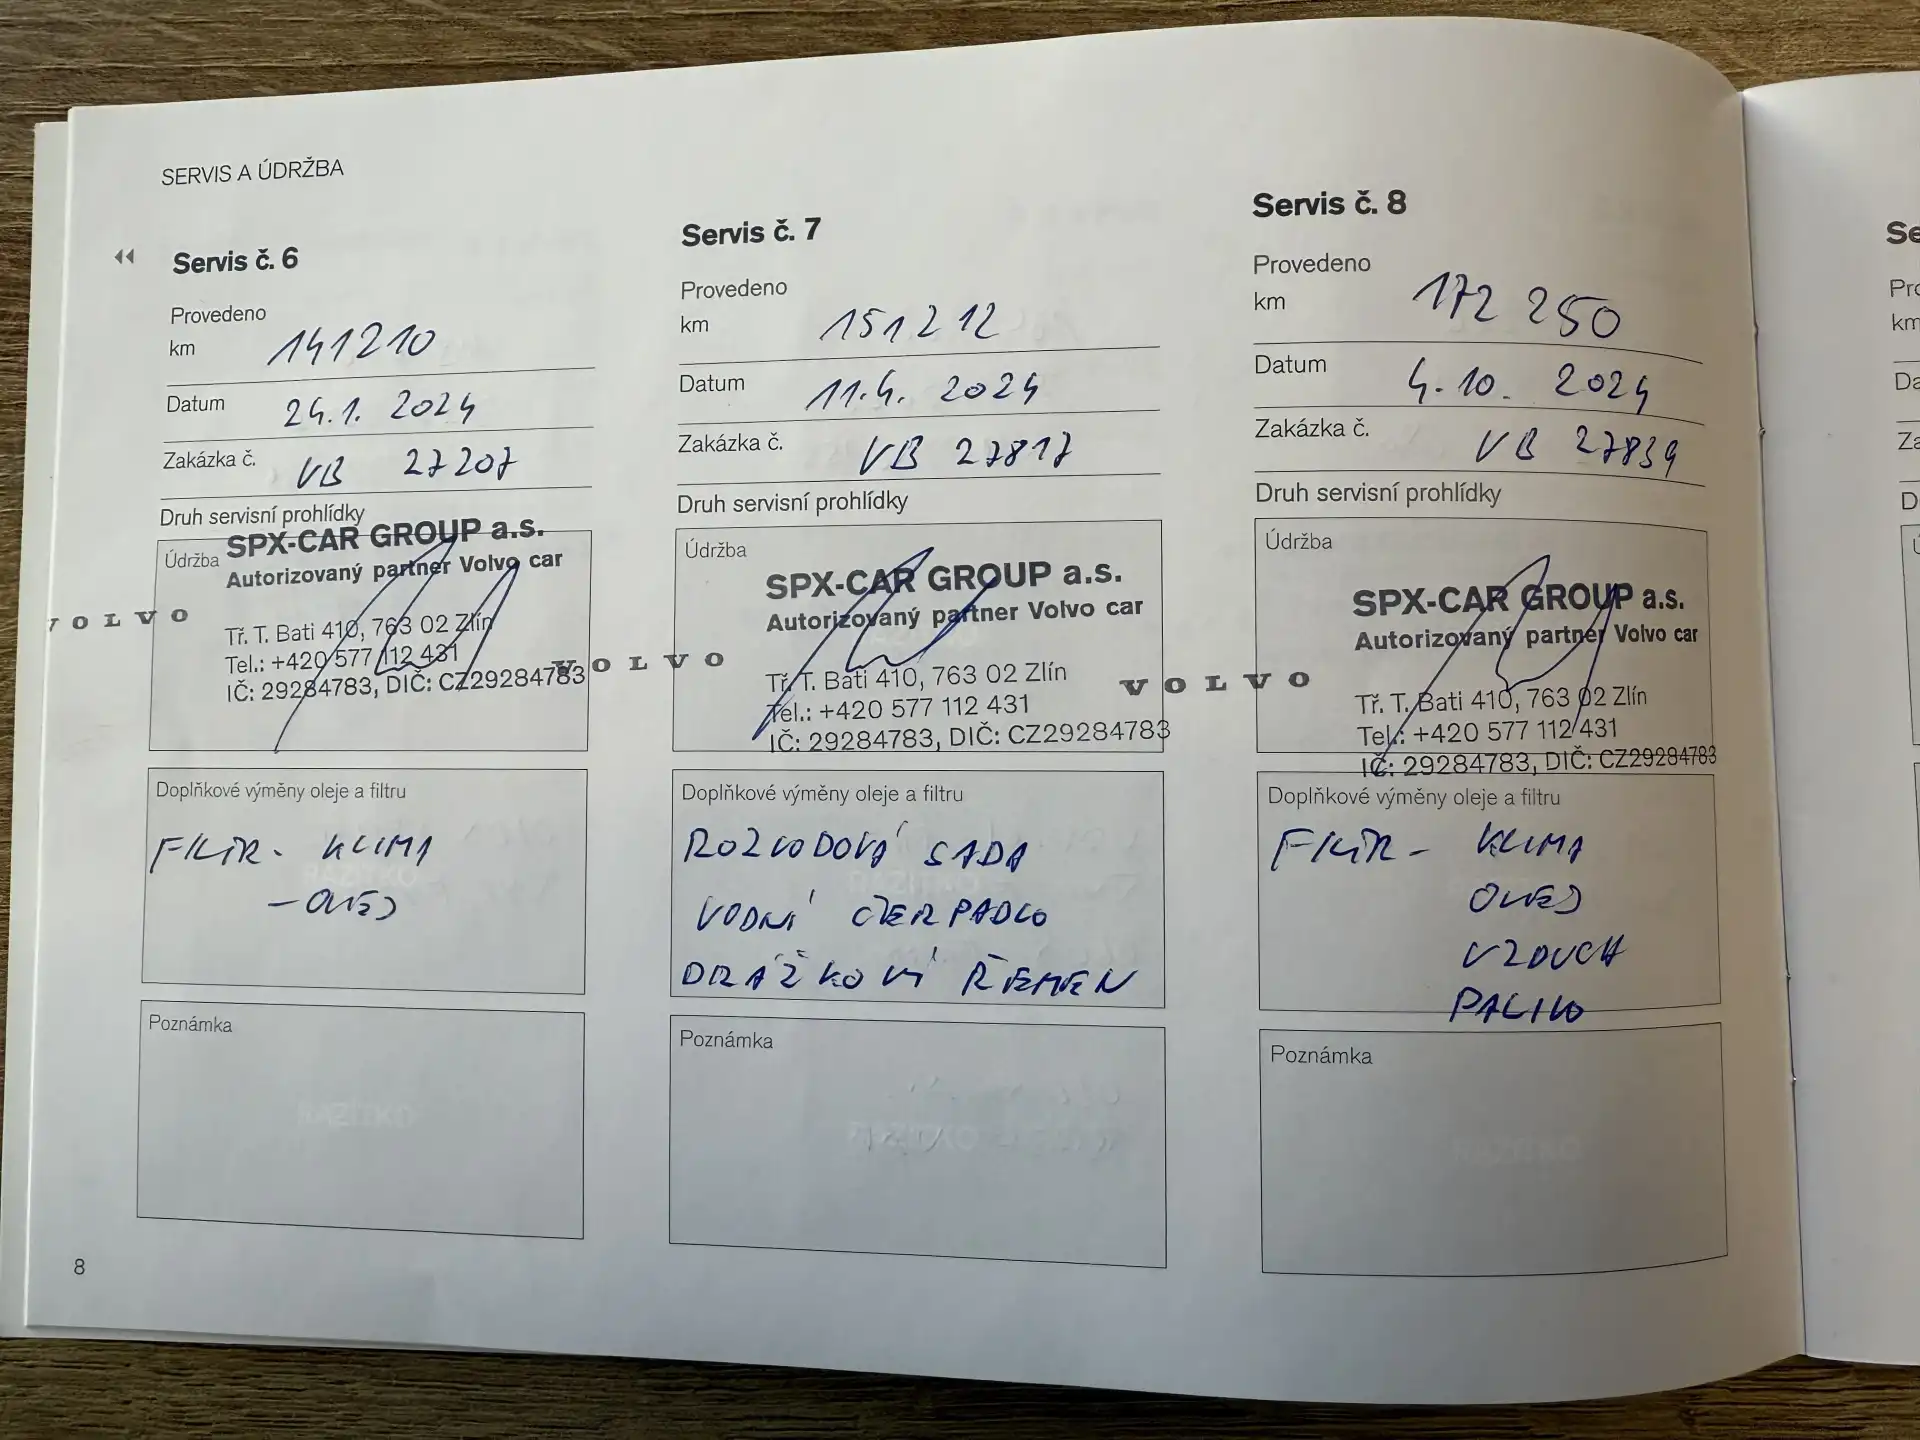 SERVIS A ÚDRŽBA
Servis č. 6
Provedeno
km 141210
Datum 24.1. 2024
Zakázka č. VB 27207
Druh servisní prohlídky
Údržba
SPX-CAR GROUP a.s.
Autorizovaný partner Volvo car
Tř. T. Bati 410, 763 02 Zlín
Tel.: +420 577 112 431
IČ: 29284783, DIČ: CZ29284783
VOLVO
Doplňkové výměny oleje a filtru
FILTR - KLIMA
- OLEJ
Poznámka
RAZÍTKO
Servis č. 7
Provedeno
km 151212
Datum 11.4. 2024
Zakázka č. VB 27817
Druh servisní prohlídky
Údržba
SPX-CAR GROUP a.s.
Autorizovaný partner Volvo car
Tř. T. Bati 410, 763 02 Zlín
Tel.: +420 577 112 431
IČ: 29284783, DIČ: CZ29284783
VOLVO
Doplňkové výměny oleje a filtru
ROZVODOVÁ SADA
VODNÍ ČERPADLO
DRÁŽKOVÝ ŘEMEN
Poznámka
Servis č. 8
Provedeno
km 172 250
Datum 4.10. 2024
Zakázka č. VB 27839
Druh servisní prohlídky
Údržba
SPX-CAR GROUP a.s.
Autorizovaný partner Volvo car
Tř. T. Bati 410, 763 02 Zlín
Tel.: +420 577 112 431
IČ: 29284783, DIČ: CZ29284783
VOLVO
Doplňkové výměny oleje a filtru
FILTR - KLIMA
OLEJ
VZDUCH
PALIVO
Poznámka
8